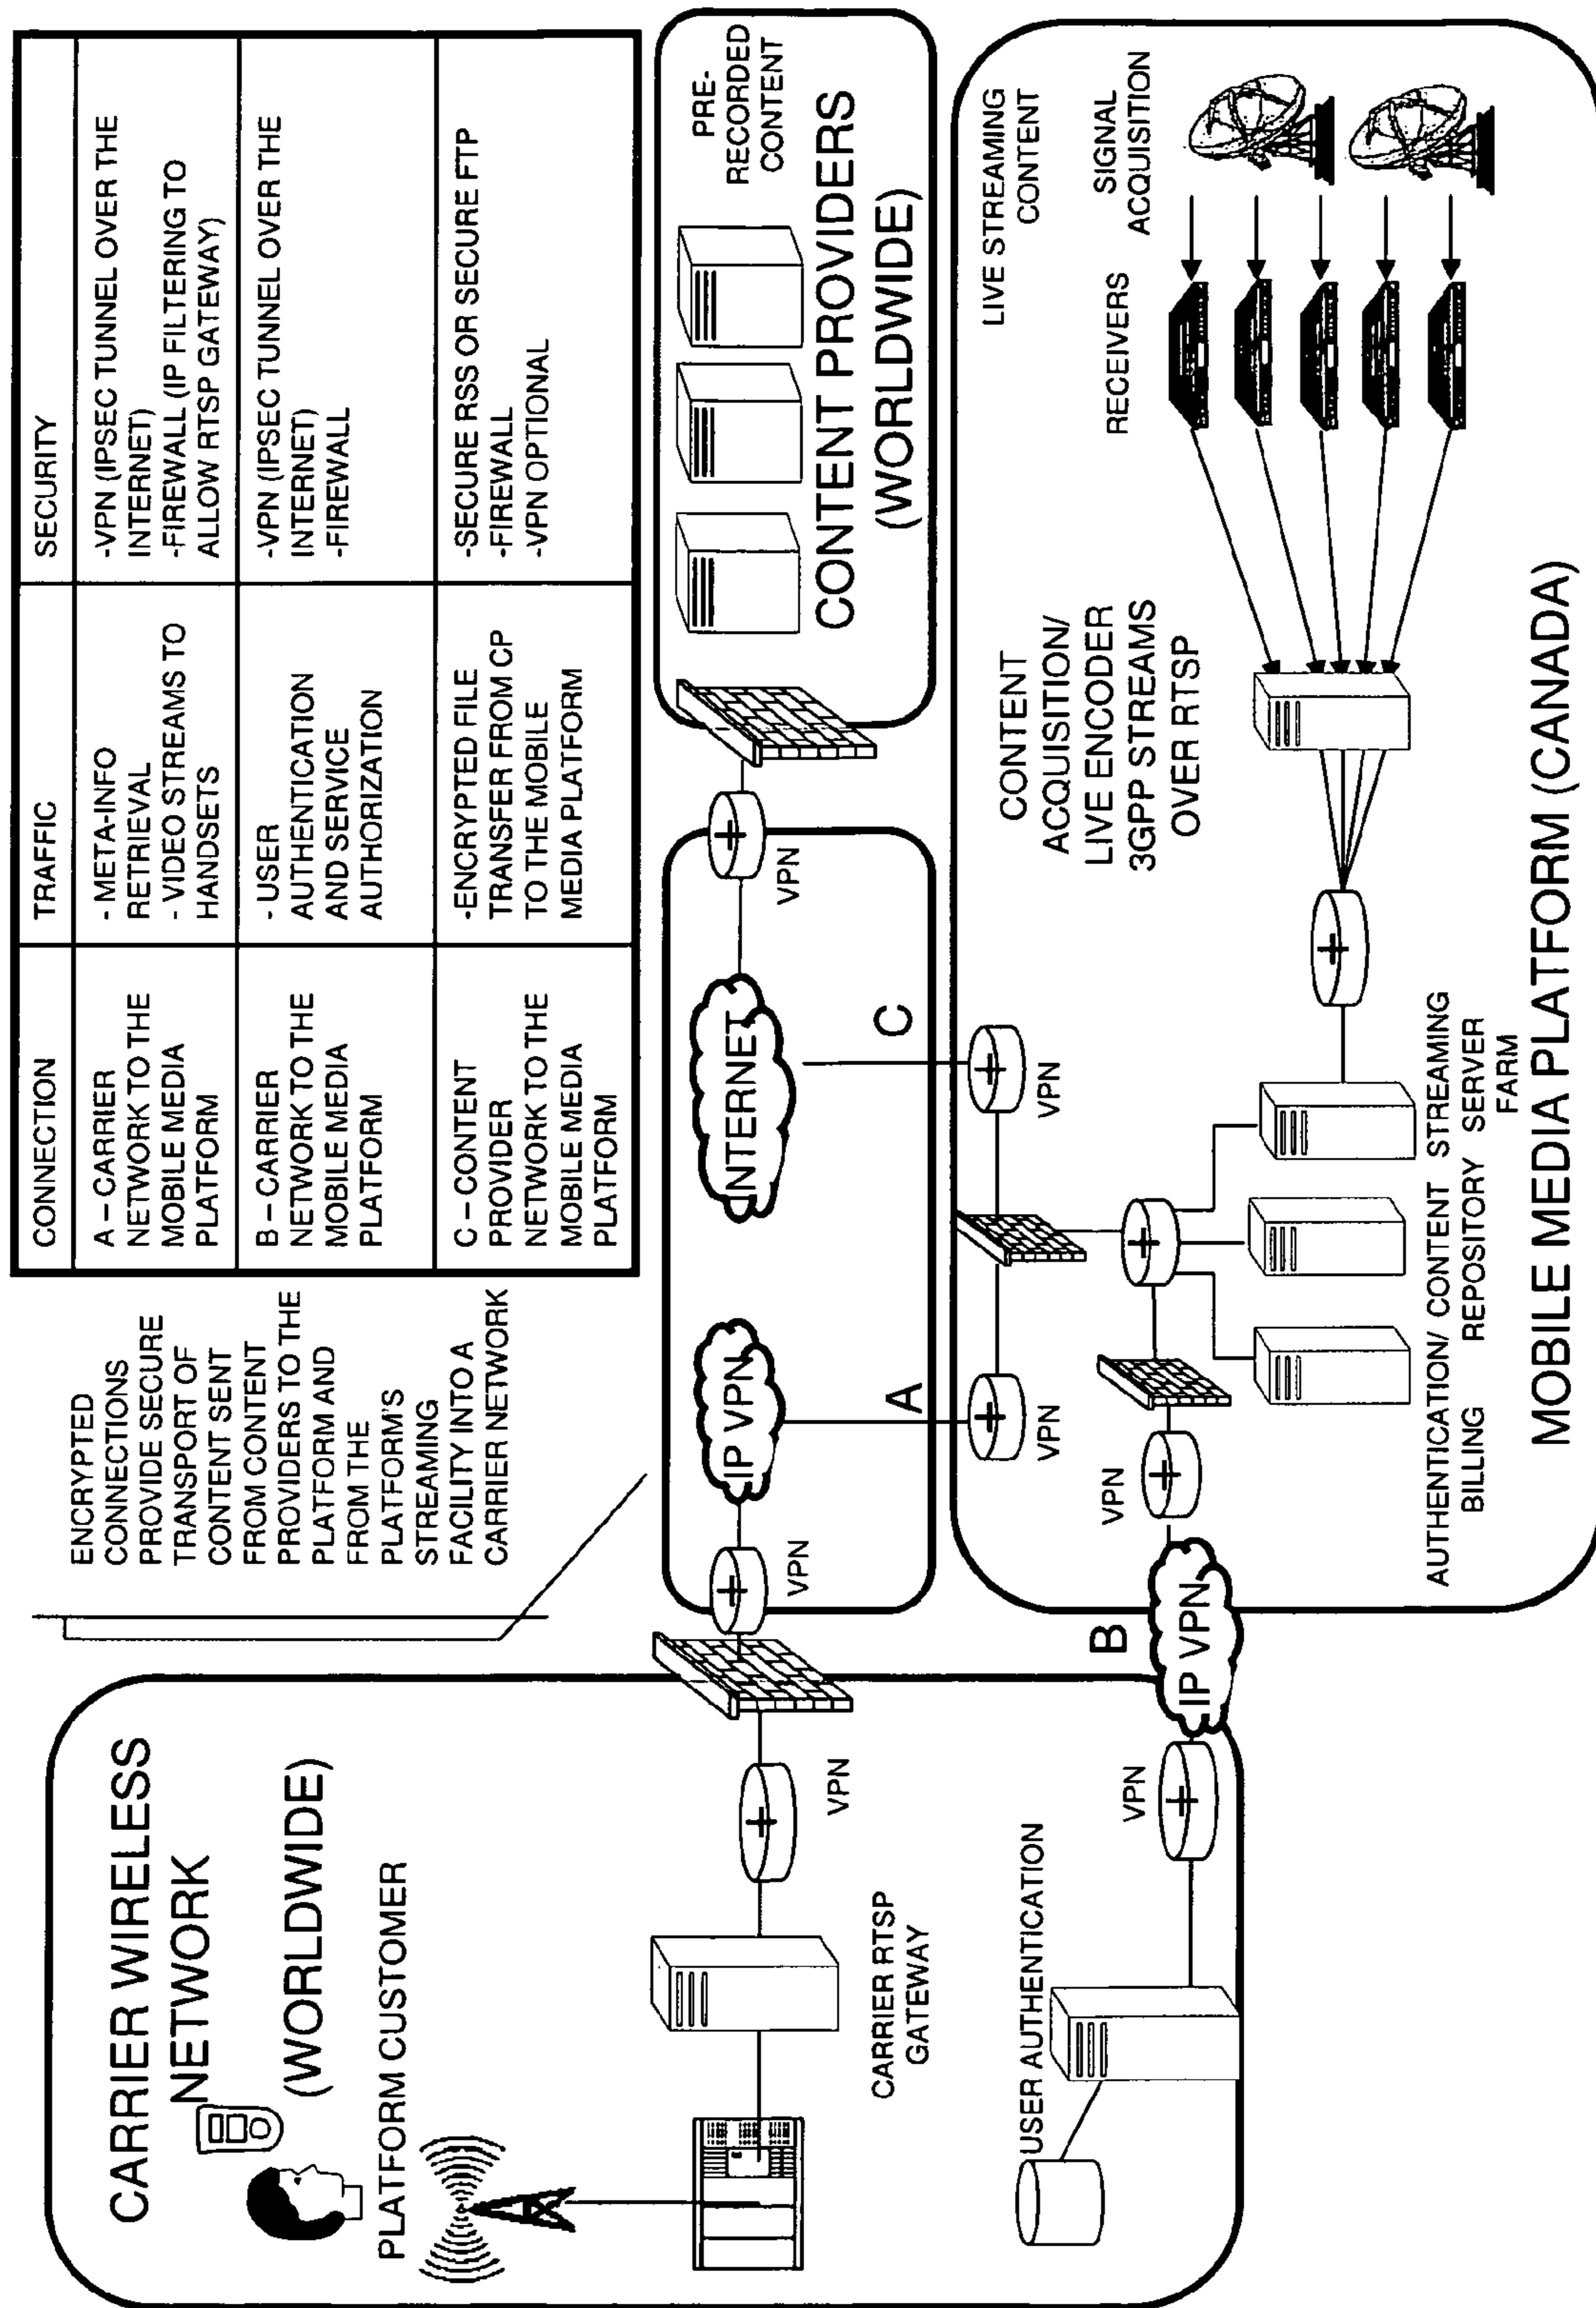 ENCRYPTED
CONNECTIONS
PROVIDE SECURE
TRANSPORT OF
CONTENT SENT
FROM CONTENT
PROVIDERS TO THE
PLATFORM AND
FROM THE
PLATFORM'S
STREAMING
FACILITY INTO A
CARRIER NETWORK
CONNECTION
TRAFFIC
SECURITY
A – CARRIER
NETWORK TO THE
MOBILE MEDIA
PLATFORM
- META-INFO
RETRIEVAL
- VIDEO STREAMS TO
HANDSETS
-VPN (IPSEC TUNNEL OVER THE
INTERNET)
-FIREWALL (IP FILTERING TO
ALLOW RTSP GATEWAY)
B – CARRIER
NETWORK TO THE
MOBILE MEDIA
PLATFORM
- USER
AUTHENTICATION
AND SERVICE
AUTHORIZATION
-VPN (IPSEC TUNNEL OVER THE
INTERNET)
-FIREWALL
C – CONTENT
PROVIDER
NETWORK TO THE
MOBILE MEDIA
PLATFORM
-ENCRYPTED FILE
TRANSFER FROM CP
TO THE MOBILE
MEDIA PLATFORM
-SECURE RSS OR SECURE FTP
-FIREWALL
-VPN OPTIONAL
CARRIER WIRELESS
NETWORK
(WORLDWIDE)
PLATFORM CUSTOMER
VPN
CARRIER RTSP
GATEWAY
USER AUTHENTICATION
VPN
IP VPN
B
VPN
IP VPN
A
INTERNET
C
VPN
PRE-
RECORDED
CONTENT
CONTENT PROVIDERS
(WORLDWIDE)
VPN
VPN
VPN
CONTENT
ACQUISITION/
LIVE ENCODER
3GPP STREAMS
OVER RTSP
LIVE STREAMING
CONTENT
RECEIVERS
SIGNAL
ACQUISITION
AUTHENTICATION/ CONTENT STREAMING
BILLING REPOSITORY SERVER
FARM
MOBILE MEDIA PLATFORM (CANADA)